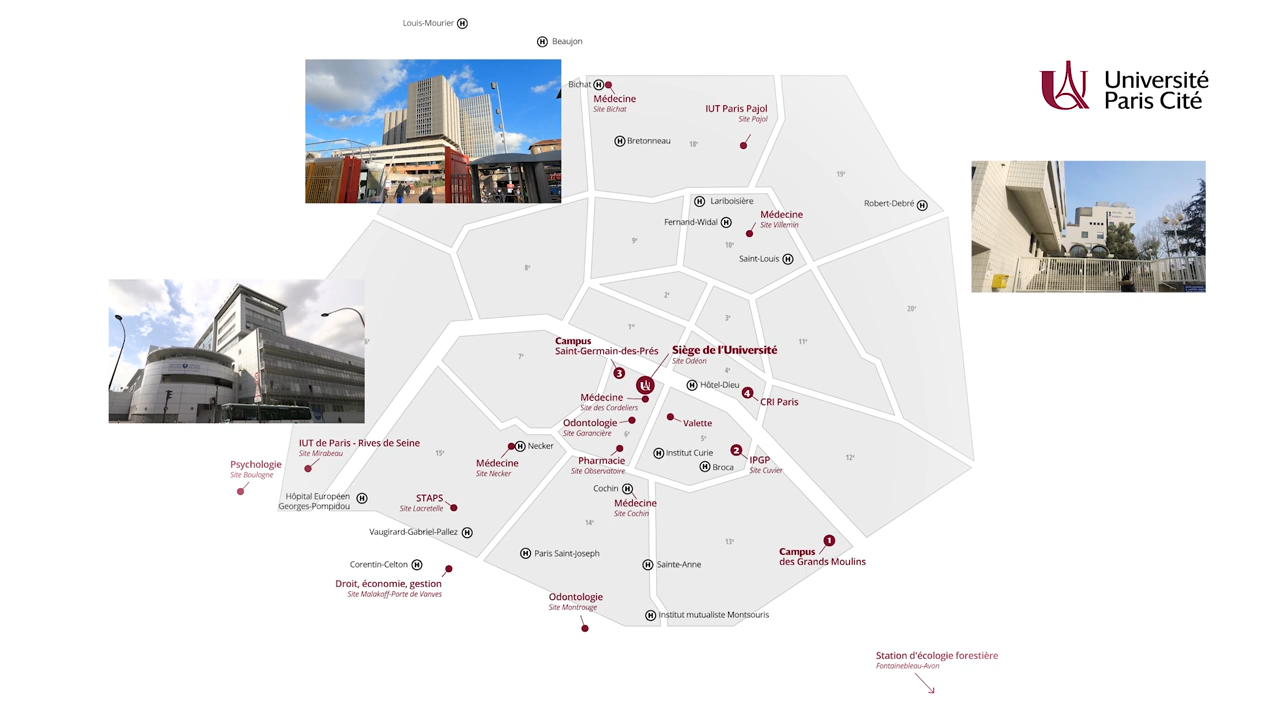 Louis-Mourier H
H Beaujon
Université
Paris Cité
Bichat H
Médecine
Site Bichat
IUT Paris Pajol
Site Pajol
H Bretonneau
18e
19e
H Lariboisière
Robert-Debré H
Fernand-Widal H
Médecine
Site Villemin
9e
10e
Saint-Louis H
8e
2e
20e
3e
1er
11e
Campus
Saint-Germain-des-Prés
Siège de l'Université
Site Odéon
7e
4e
3
H Hôtel-Dieu
4
CRI Paris
Médecine
Site des Cordeliers
Odontologie
Site Garancière
Valette
6e
5e
IUT de Paris - Rives de Seine
Site Mirabeau
H Necker
15e
Institut Curie
2
IPGP
Site Cuvier
12e
Psychologie
Site Boulogne
Médecine
Site Necker
Pharmacie
Site Observatoire
H Broca
Hôpital Européen
Georges-Pompidou H
STAPS
Site Lacretelle
Cochin H
Médecine
Site Cochin
14e
Vaugirard-Gabriel-Pallez H
13e
1
Campus
des Grands Moulins
H Paris Saint-Joseph
Corentin-Celton H
H Sainte-Anne
Droit, économie, gestion
Site Malakoff-Porte de Vanves
Odontologie
Site Montrouge
H Institut mutualiste Montsouris
Station d'écologie forestière
Fontainebleau-Avon